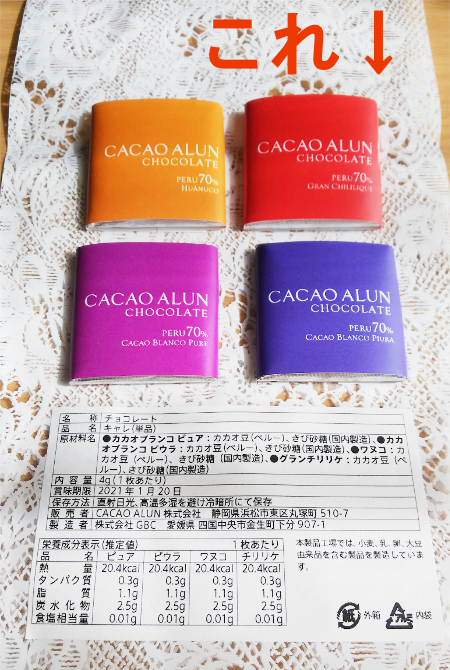 これ↓
CACAO ALUN
CHOCOLATE
PERU70%
HUÁNUCO
CACAO ALUN
CHOCOLATE
PERU70%
GRAN CHILILIQUE
CACAO ALUN
CHOCOLATE
PERU70%
CACAO BLANCO PURE
CACAO ALUN
CHOCOLATE
PERU70%
CACAO BLANCO PIURA
名 称 チョコレート
品 名 キャレ(単品)
原材料名 ●カカオブランコ ピュア:カカオ豆(ペルー)、きび砂糖(国内製造)、●カカ
オブランコ ピウラ:カカオ豆(ペルー)、きび砂糖(国内製造)、●ワヌコ:カ
カオ豆(ペルー)、きび砂糖(国内製造)、●グランチリリケ:カカオ豆(ペル
ー)、きび砂糖(国内製造)
内 容 量 4g(1枚あたり)
賞味期限 2021年1月20日
保存方法 直射日光、高温多湿を避け冷暗所にて保存
販 売 者 CACAO ALUN 株式会社 静岡県浜松市東区丸塚町 510-7
製 造 者 株式会社 GBC 愛媛県 四国中央市金生町下分 907-1
栄養成分表示(推定値) 1枚あたり
品 名 ピュア ピウラ ワヌコ チリリケ
熱 量 20.4kcal 20.4kcal 20.4kcal 20.4kcal
タンパク質 0.3g 0.3g 0.3g 0.3g
脂 質 1.1g 1.1g 1.1g 1.1g
炭水化物 2.5g 2.5g 2.5g 2.5g
食塩相当量 0.01g 0.01g 0.01g 0.01g
本製品工場では、小麦、乳、卵、大豆
由来品を含む製品を製造していま
す。
紙 外箱 プラ 内袋